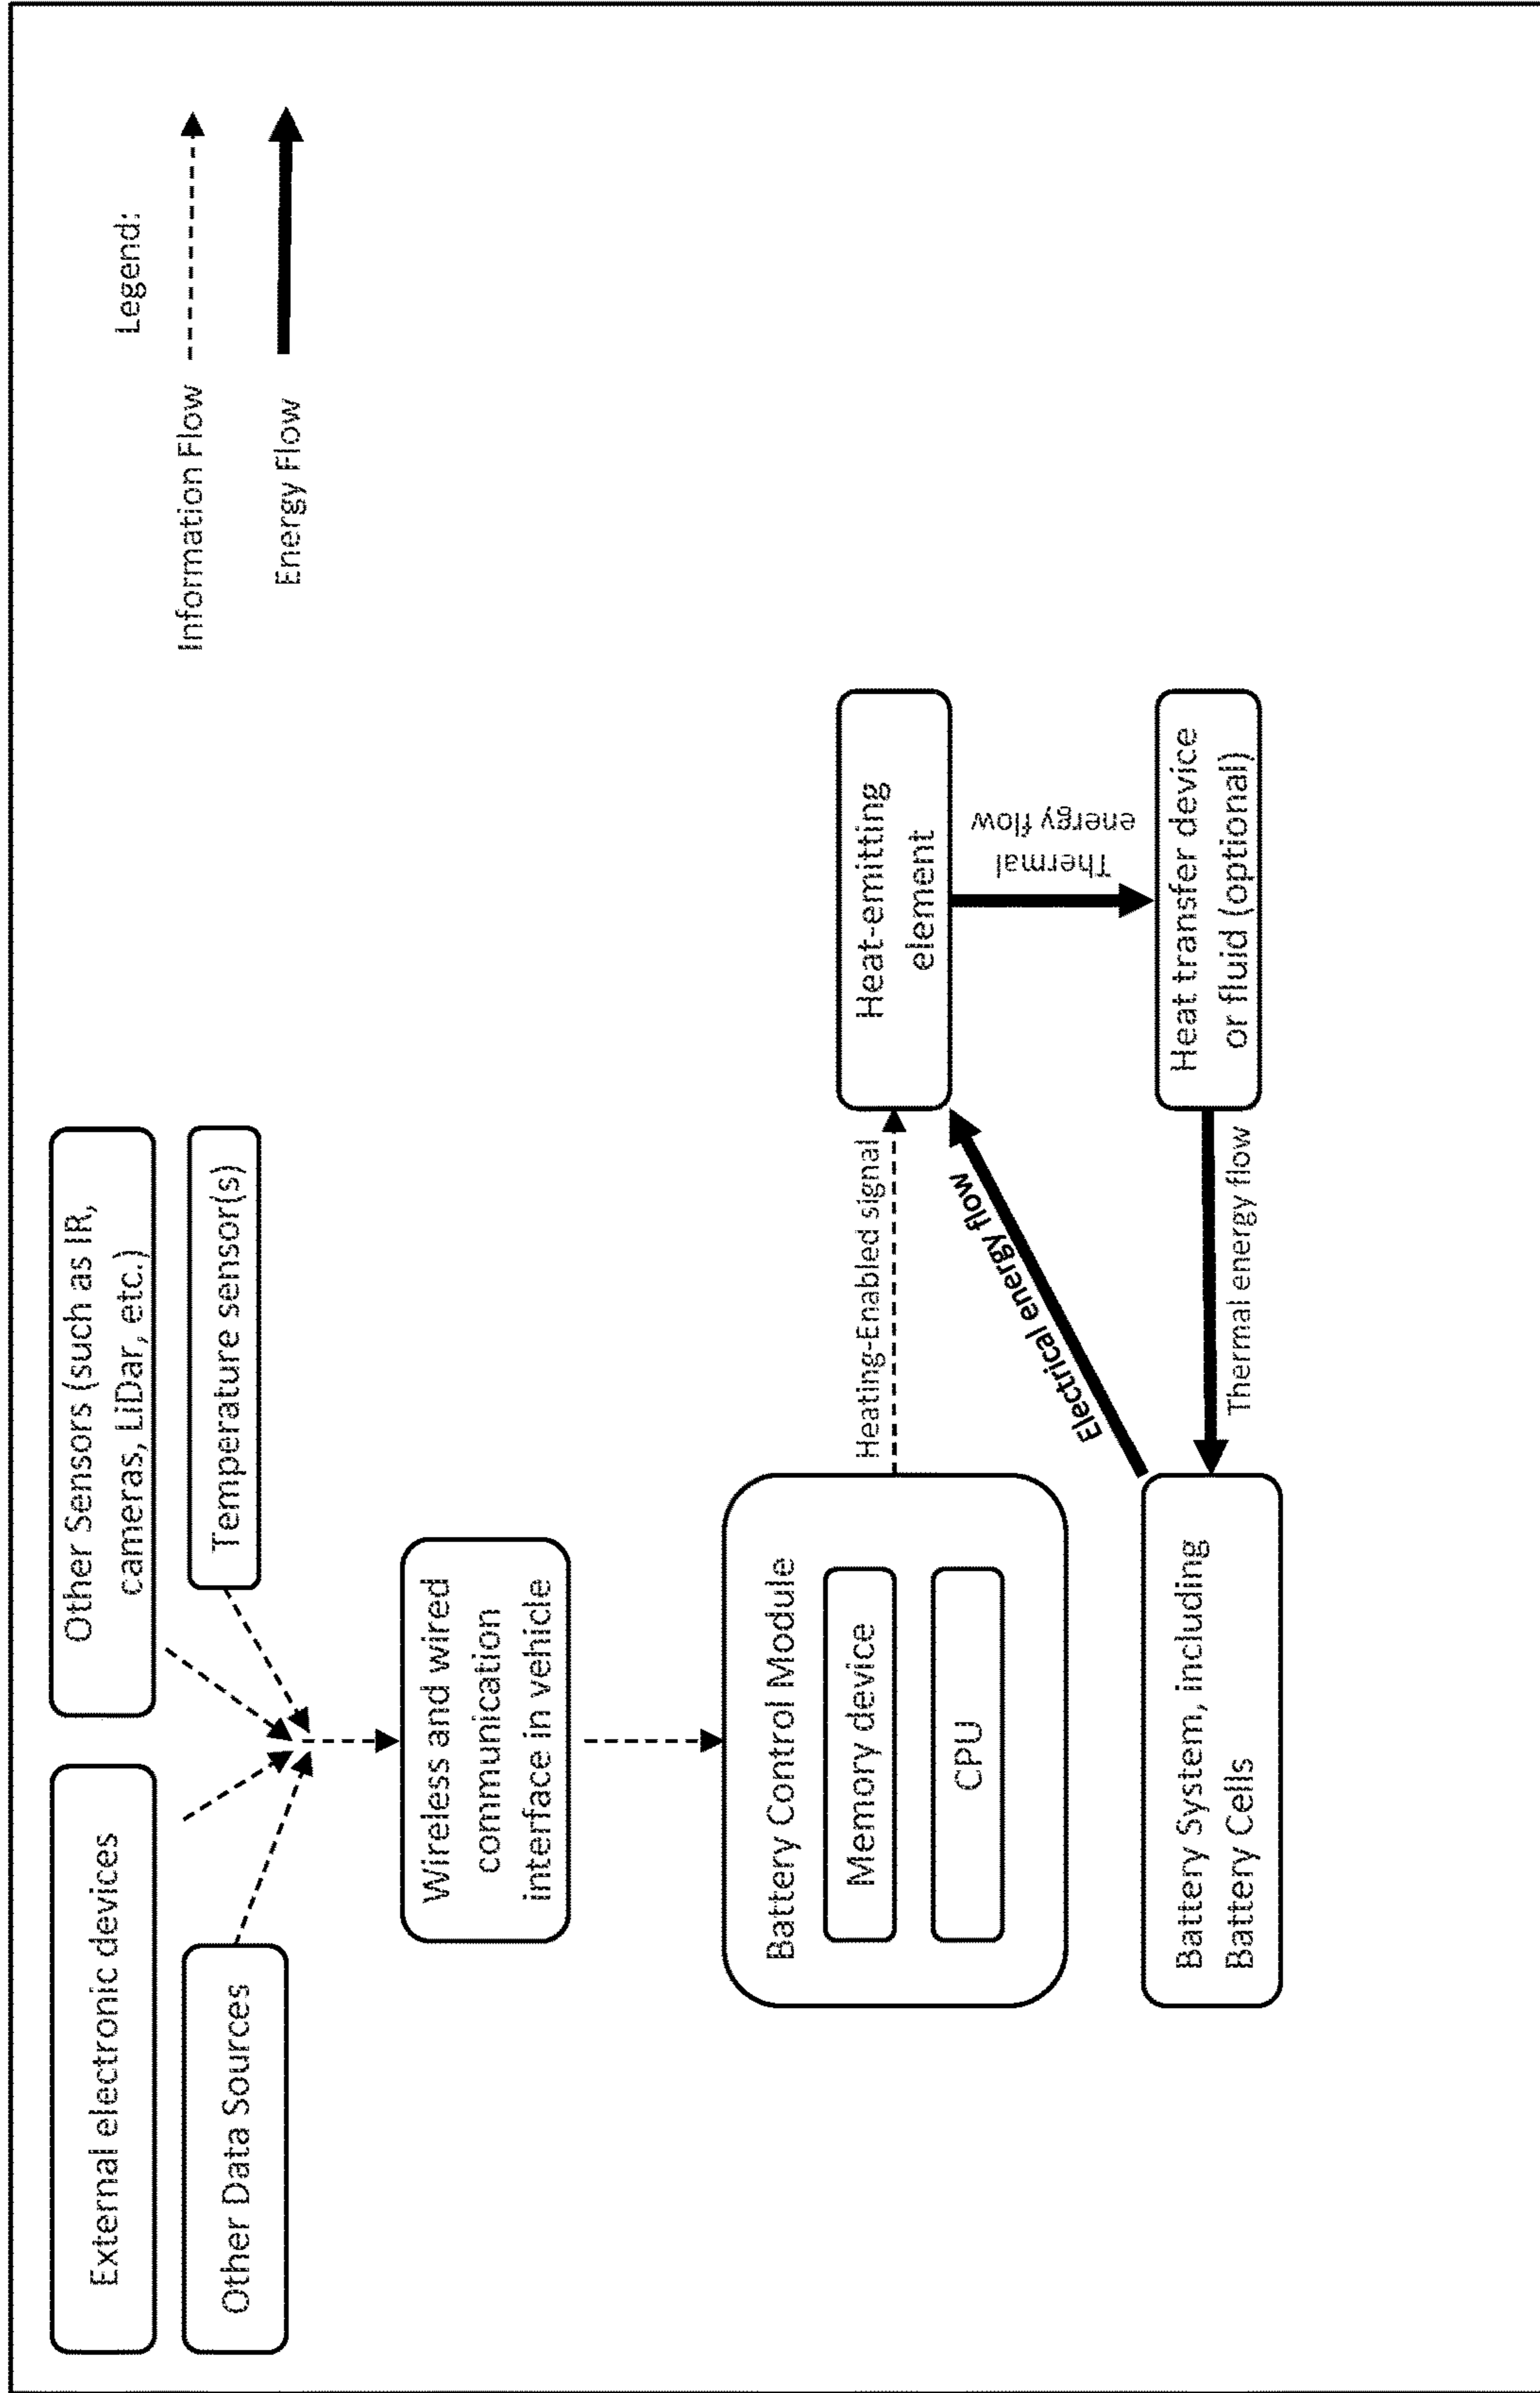 External electronic devices
Other Sensors (such as IR,
cameras, LiDar, etc.)
Other Data Sources
Temperature sensor(s)
Legend:
Information Flow
Energy Flow
Wireless and wired
communication
interface in vehicle
Battery Control Module
Memory device
CPU
Heating-Enabled signal
Heat-emitting
element
Electrical energy flow
Thermal
energy flow
Battery System, including
Battery Cells
Thermal energy flow
Heat transfer device
or fluid (optional)